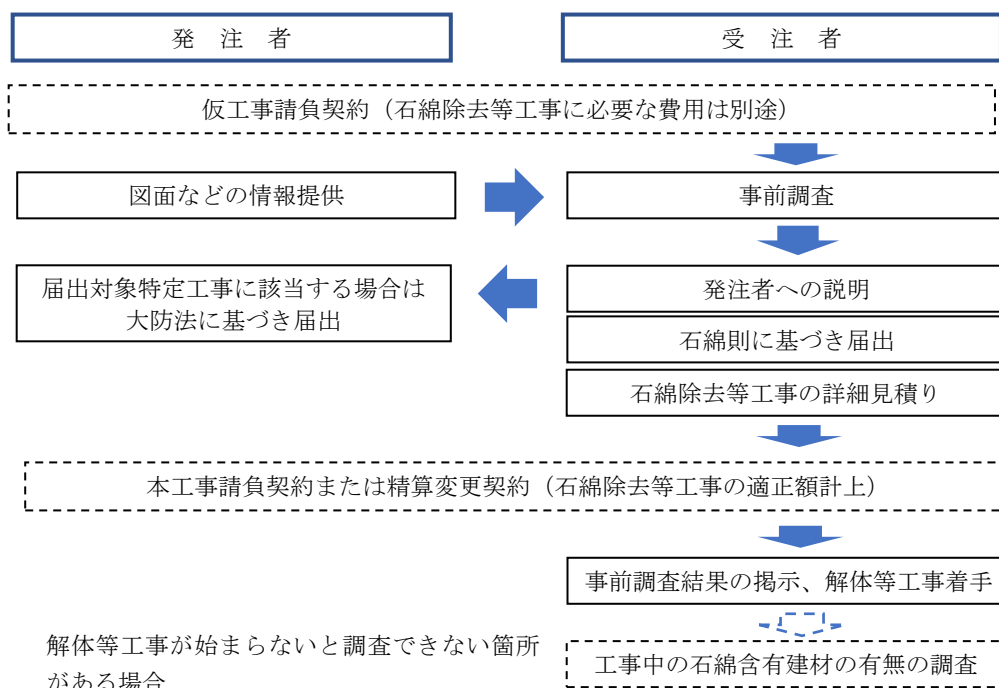 発 注 者
受 注 者
仮工事請負契約（石綿除去等工事に必要な費用は別途）
図面などの情報提供
事前調査
届出対象特定工事に該当する場合は
大防法に基づき届出
発注者への説明
石綿則に基づき届出
石綿除去等工事の詳細見積り
本工事請負契約または精算変更契約（石綿除去等工事の適正額計上）
事前調査結果の掲示、解体等工事着手
解体等工事が始まらないと調査できない箇所
がある場合
工事中の石綿含有建材の有無の調査